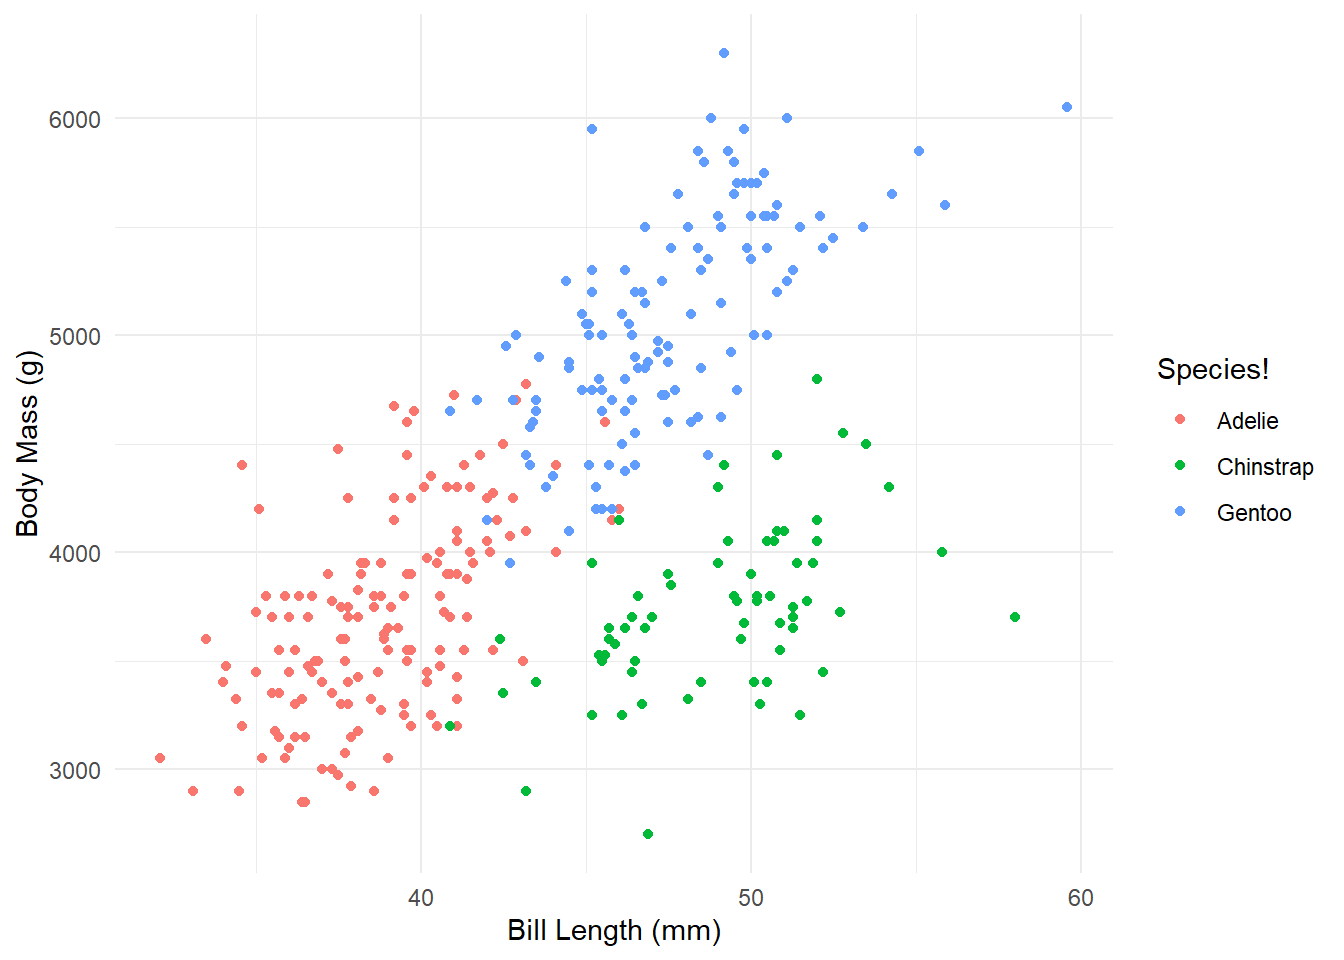 6000
5000
4000
3000
Body Mass (g)
40
50
60
Bill Length (mm)
Species!
Adelie
Chinstrap
Gentoo